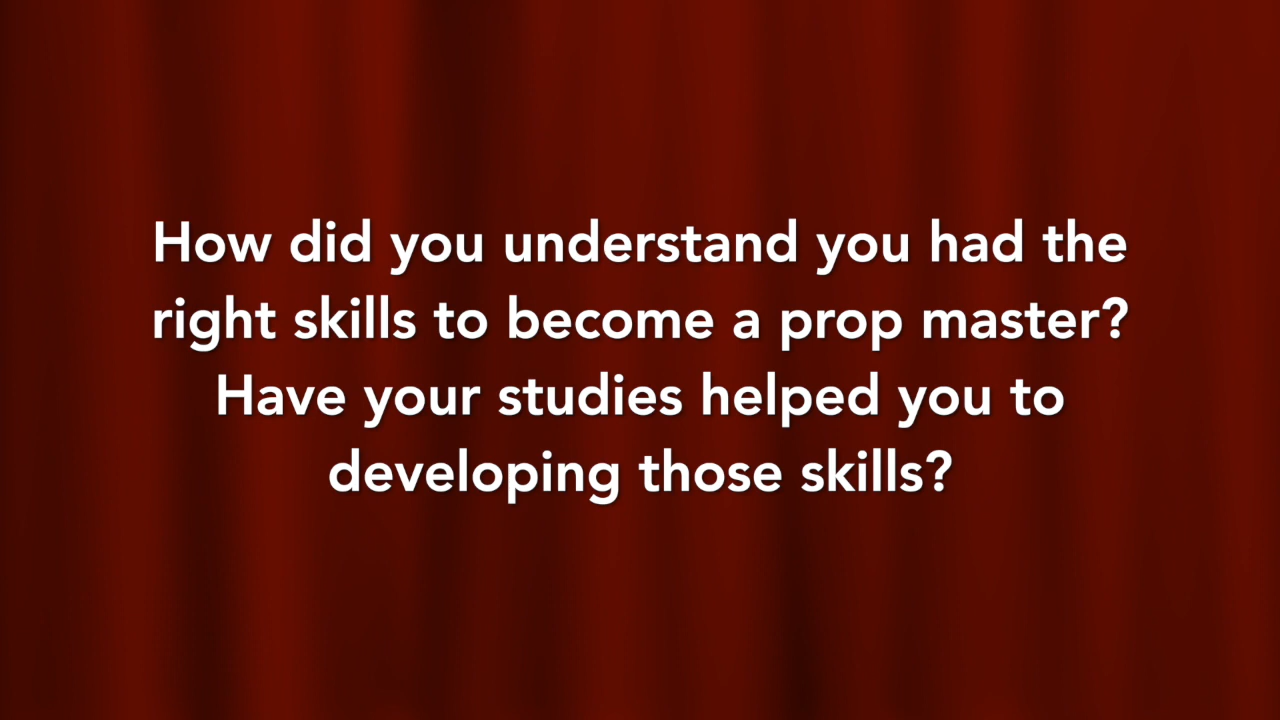 How did you understand you had the
right skills to become a prop master?
Have your studies helped you to
developing those skills?